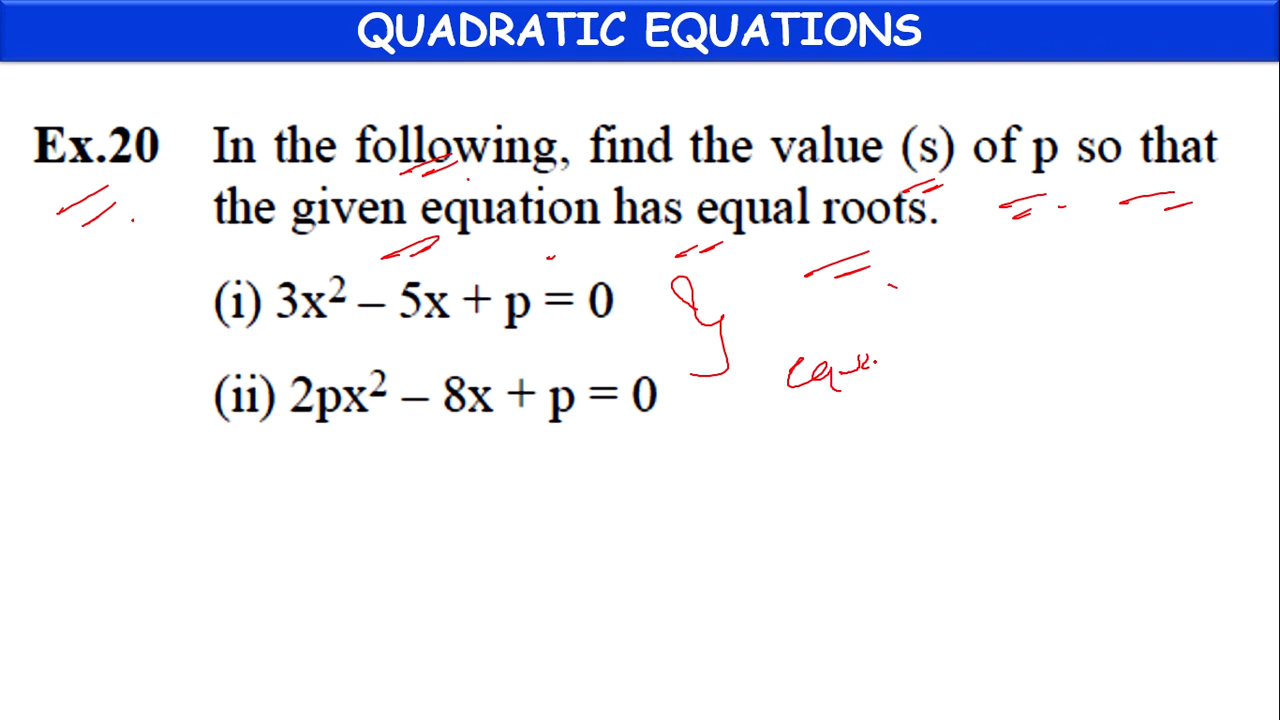 QUADRATIC EQUATIONS
Ex.20 In the following, find the value (s) of p so that
the given equation has equal roots.
(i) 3x² – 5x + p = 0
(ii) 2px² – 8x + p = 0